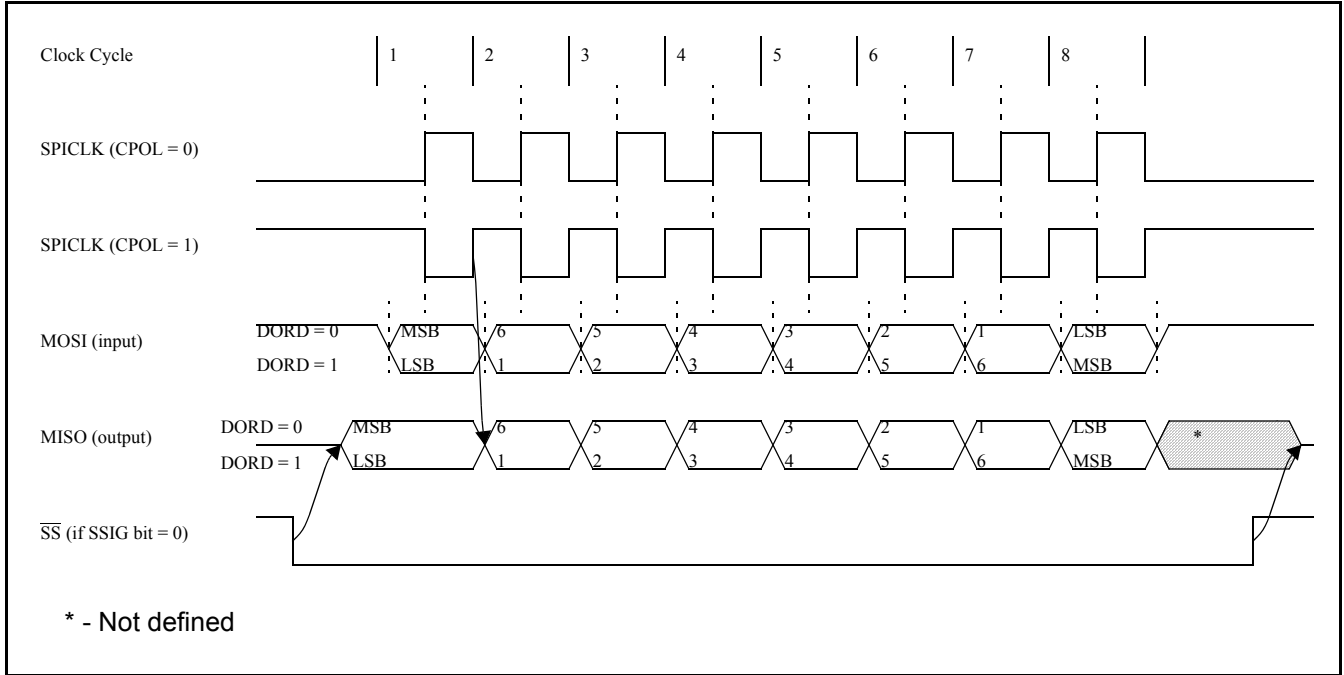 Clock Cycle 1 2 3 4 5 6 7 8
SPICLK (CPOL = 0)
SPICLK (CPOL = 1)
DORD = 0 MSB 6 5 4 3 2 1 LSB
MOSI (input)
DORD = 1 LSB 1 2 3 4 5 6 MSB
DORD = 0 MSB 6 5 4 3 2 1 LSB *
MISO (output)
DORD = 1 LSB 1 2 3 4 5 6 MSB
SS (if SSIG bit = 0)
* - Not defined